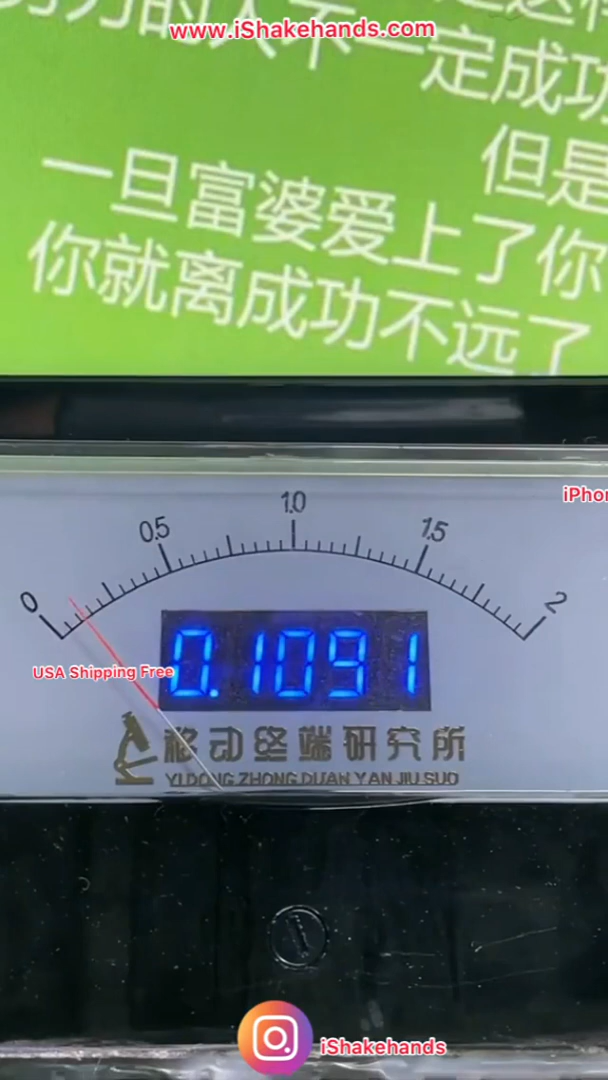 www.iShakehands.com
力的人不一定成功
但是
一旦富婆爱上了你
你就离成功不远了
iPhon
0 0.5 1.0 1.5 2
0.1091
USA Shipping Free
移动终端研究所
YI DONG ZHONG DUAN YAN JIU SUO
iShakehands